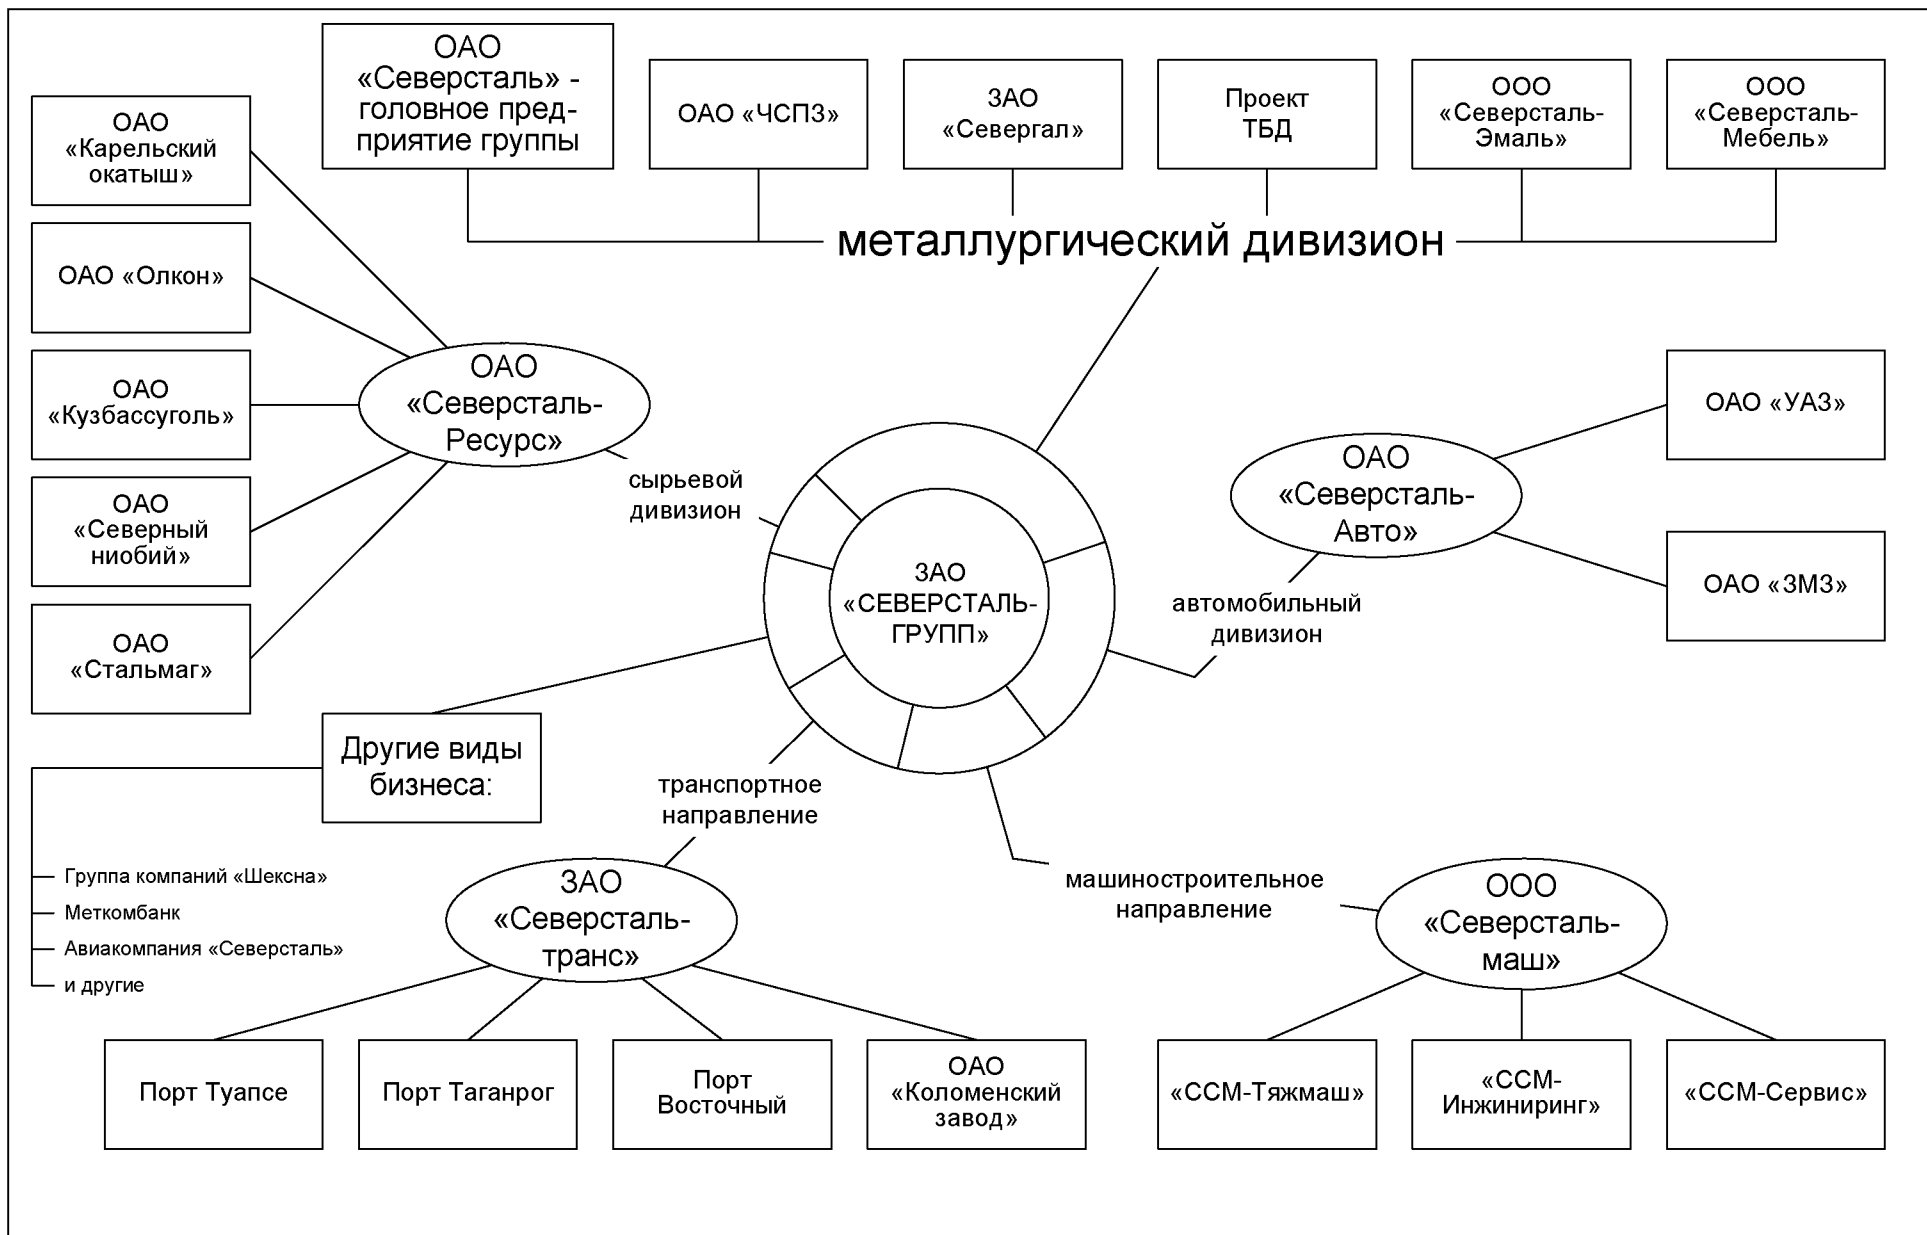 ОАО
«Северсталь» -
головное пред-
приятие группы
ОАО «ЧСПЗ»
ЗАО
«Севергал»
Проект
ТБД
ООО
«Северсталь-
Эмаль»
ООО
«Северсталь-
Мебель»
металлургический дивизион
ОАО
«Карельский
окатыш»
ОАО «Олкон»
ОАО
«Кузбассуголь»
ОАО
«Северный
ниобий»
ОАО
«Стальмаг»
ОАО
«Северсталь-
Ресурс»
сырьевой
дивизион
ЗАО
«СЕВЕРСТАЛЬ-
ГРУПП»
ОАО
«Северсталь-
Авто»
автомобильный
дивизион
ОАО «УАЗ»
ОАО «ЗМЗ»
Другие виды
бизнеса:
Группа компаний «Шексна»
Меткомбанк
Авиакомпания «Северсталь»
и другие
транспортное
направление
ЗАО
«Северсталь-
транс»
Порт Туапсе
Порт Таганрог
Порт
Восточный
ОАО
«Коломенский
завод»
машиностроительное
направление
ООО
«Северсталь-
маш»
«ССМ-Тяжмаш»
«ССМ-
Инжиниринг»
«ССМ-Сервис»